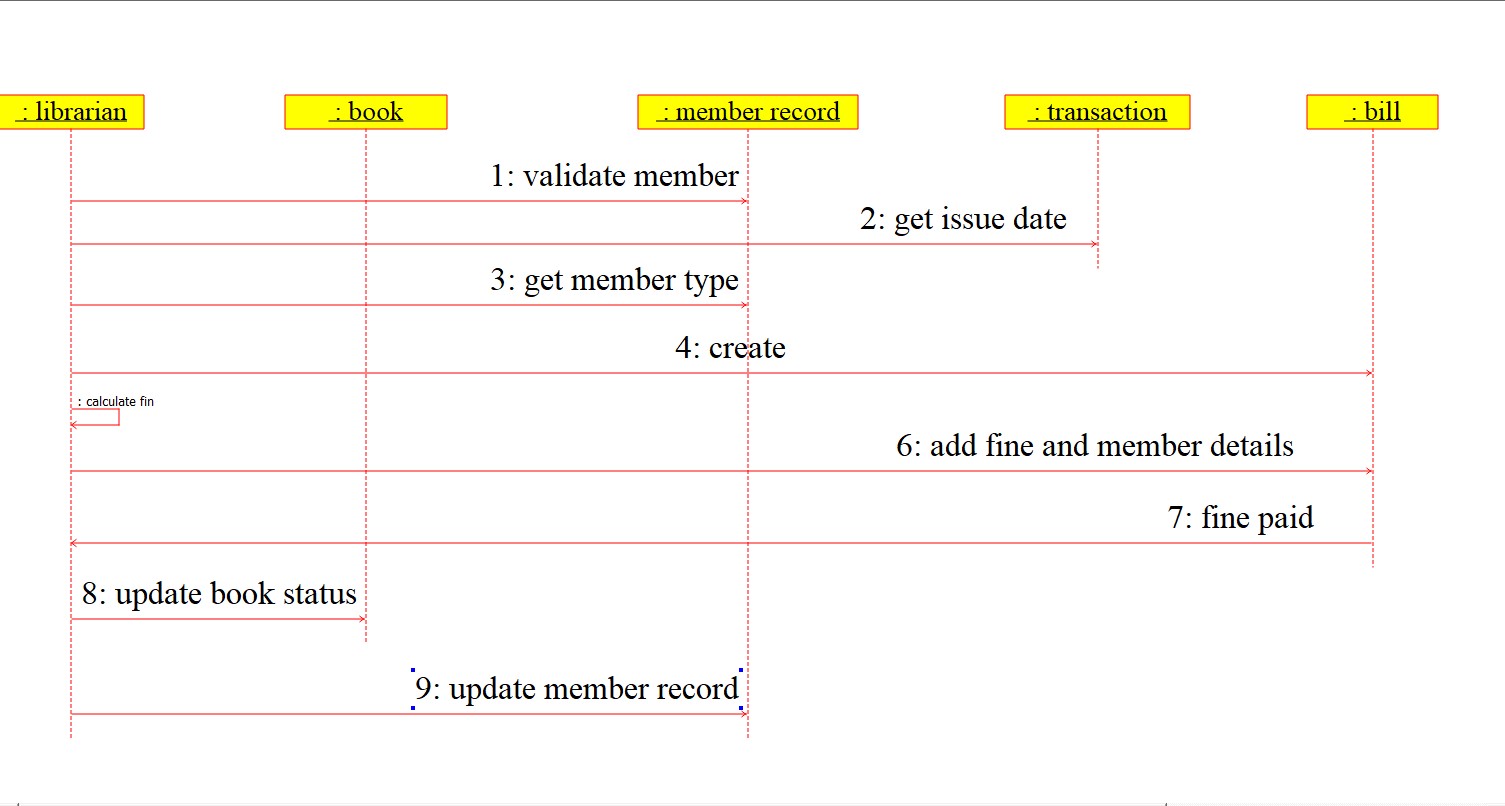 : librarian
: book
: member record
: transaction
: bill
1: validate member
2: get issue date
3: get member type
4: create
: calculate fin
6: add fine and member details
7: fine paid
8: update book status
9: update member record